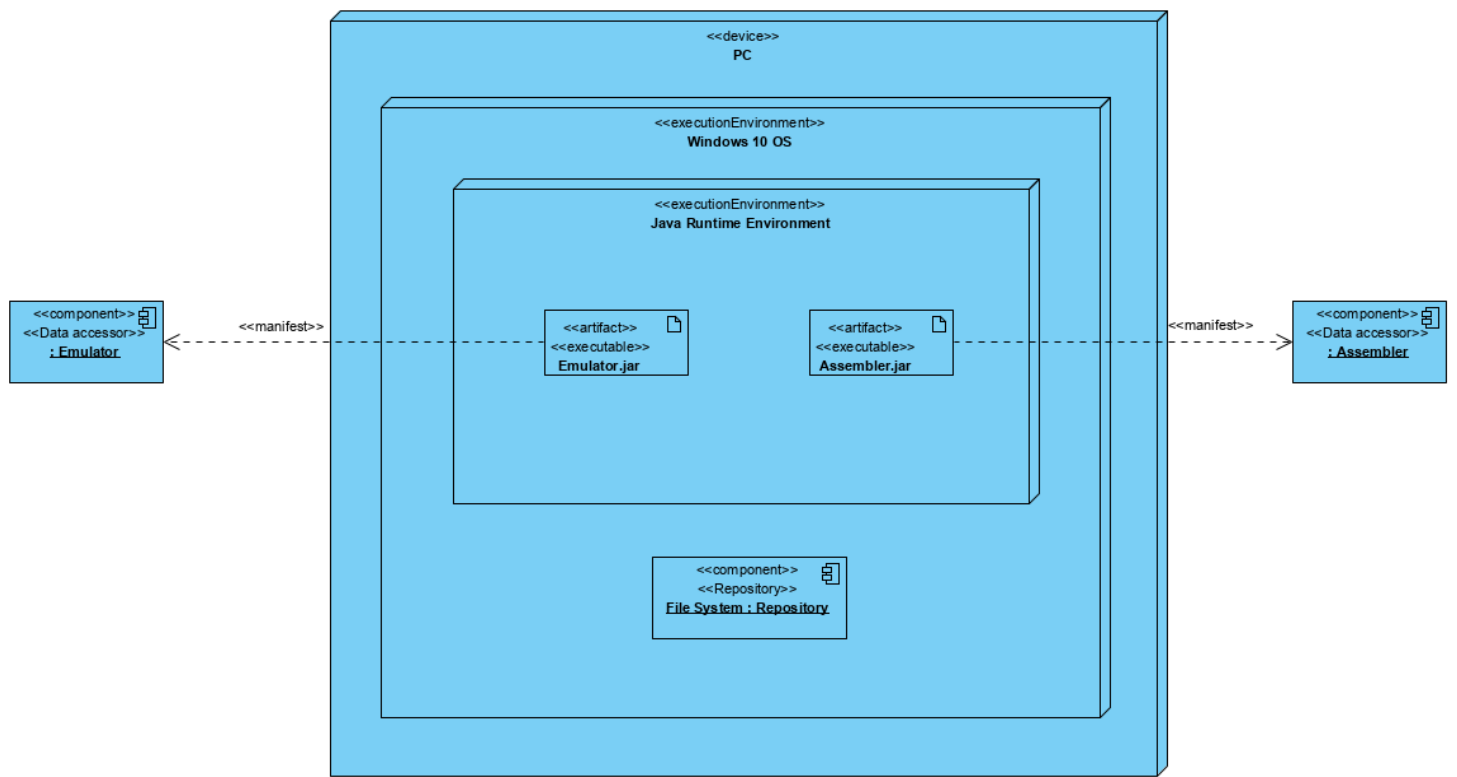 <<device>>
PC
<<executionEnvironment>>
Windows 10 OS
<<executionEnvironment>>
Java Runtime Environment
<<component>>
<<Data accessor>>
: Emulator
<<manifest>>
<<artifact>>
<<executable>>
Emulator.jar
<<artifact>>
<<executable>>
Assembler.jar
<<manifest>>
<<component>>
<<Data accessor>>
: Assembler
<<component>>
<<Repository>>
File System : Repository